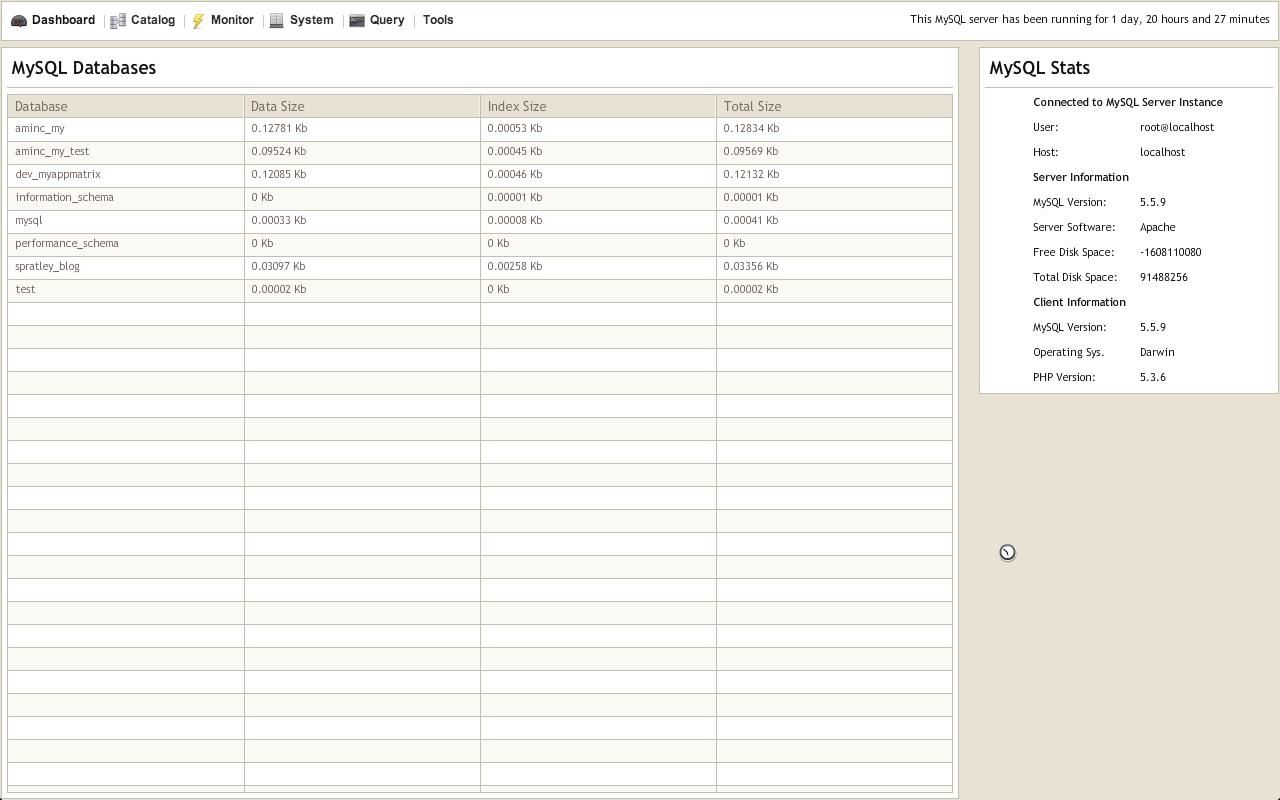 Dashboard Catalog Monitor System Query Tools This MySQL server has been running for 1 day, 20 hours and 27 minutes
MySQL Databases
Database Data Size Index Size Total Size
aminc_my 0.12781 Kb 0.00053 Kb 0.12834 Kb
aminc_my_test 0.09524 Kb 0.00045 Kb 0.09569 Kb
dev_myappmatrix 0.12085 Kb 0.00046 Kb 0.12132 Kb
information_schema 0 Kb 0.00001 Kb 0.00001 Kb
mysql 0.00033 Kb 0.00008 Kb 0.00041 Kb
performance_schema 0 Kb 0 Kb 0 Kb
spratley_blog 0.03097 Kb 0.00258 Kb 0.03356 Kb
test 0.00002 Kb 0 Kb 0.00002 Kb
MySQL Stats
Connected to MySQL Server Instance
User: root@localhost
Host: localhost
Server Information
MySQL Version: 5.5.9
Server Software: Apache
Free Disk Space: -1608110080
Total Disk Space: 91488256
Client Information
MySQL Version: 5.5.9
Operating Sys. Darwin
PHP Version: 5.3.6